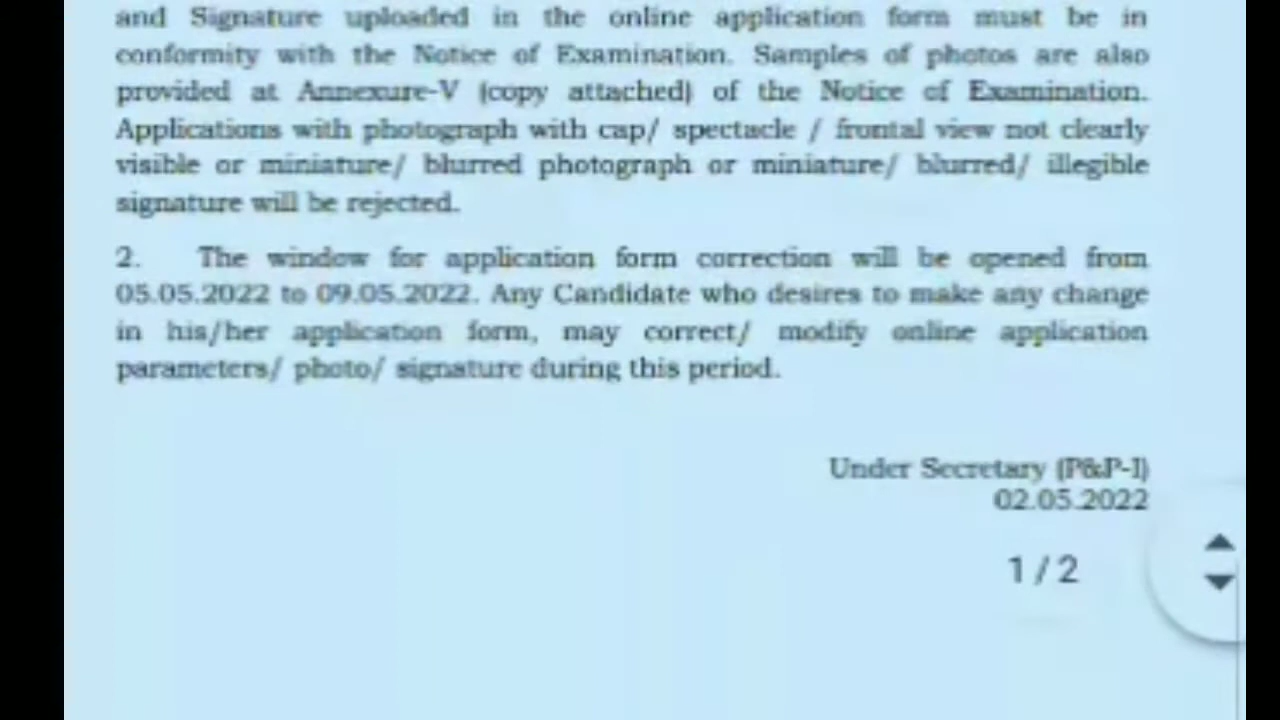 and Signature uploaded in the online application form must be in
conformity with the Notice of Examination. Samples of photos are also
provided at Annexure-V (copy attached) of the Notice of Examination.
Applications with photograph with cap/ spectacle / frontal view not clearly
visible or miniature/ blurred photograph or miniature/ blurred/ illegible
signature will be rejected.
2. The window for application form correction will be opened from
05.05.2022 to 09.05.2022. Any Candidate who desires to make any change
in his/her application form, may correct/ modify online application
parameters/ photo/ signature during this period.
Under Secretary (P&P-I)
02.05.2022
1 / 2